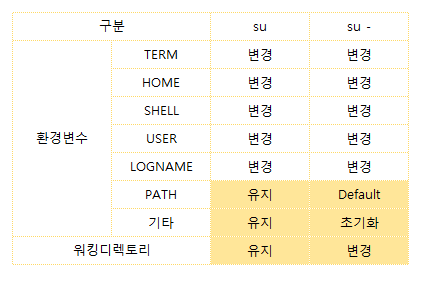 구분 su su -
환경변수 TERM 변경 변경
HOME 변경 변경
SHELL 변경 변경
USER 변경 변경
LOGNAME 변경 변경
PATH 유지 Default
기타 유지 초기화
워킹디렉토리 유지 변경